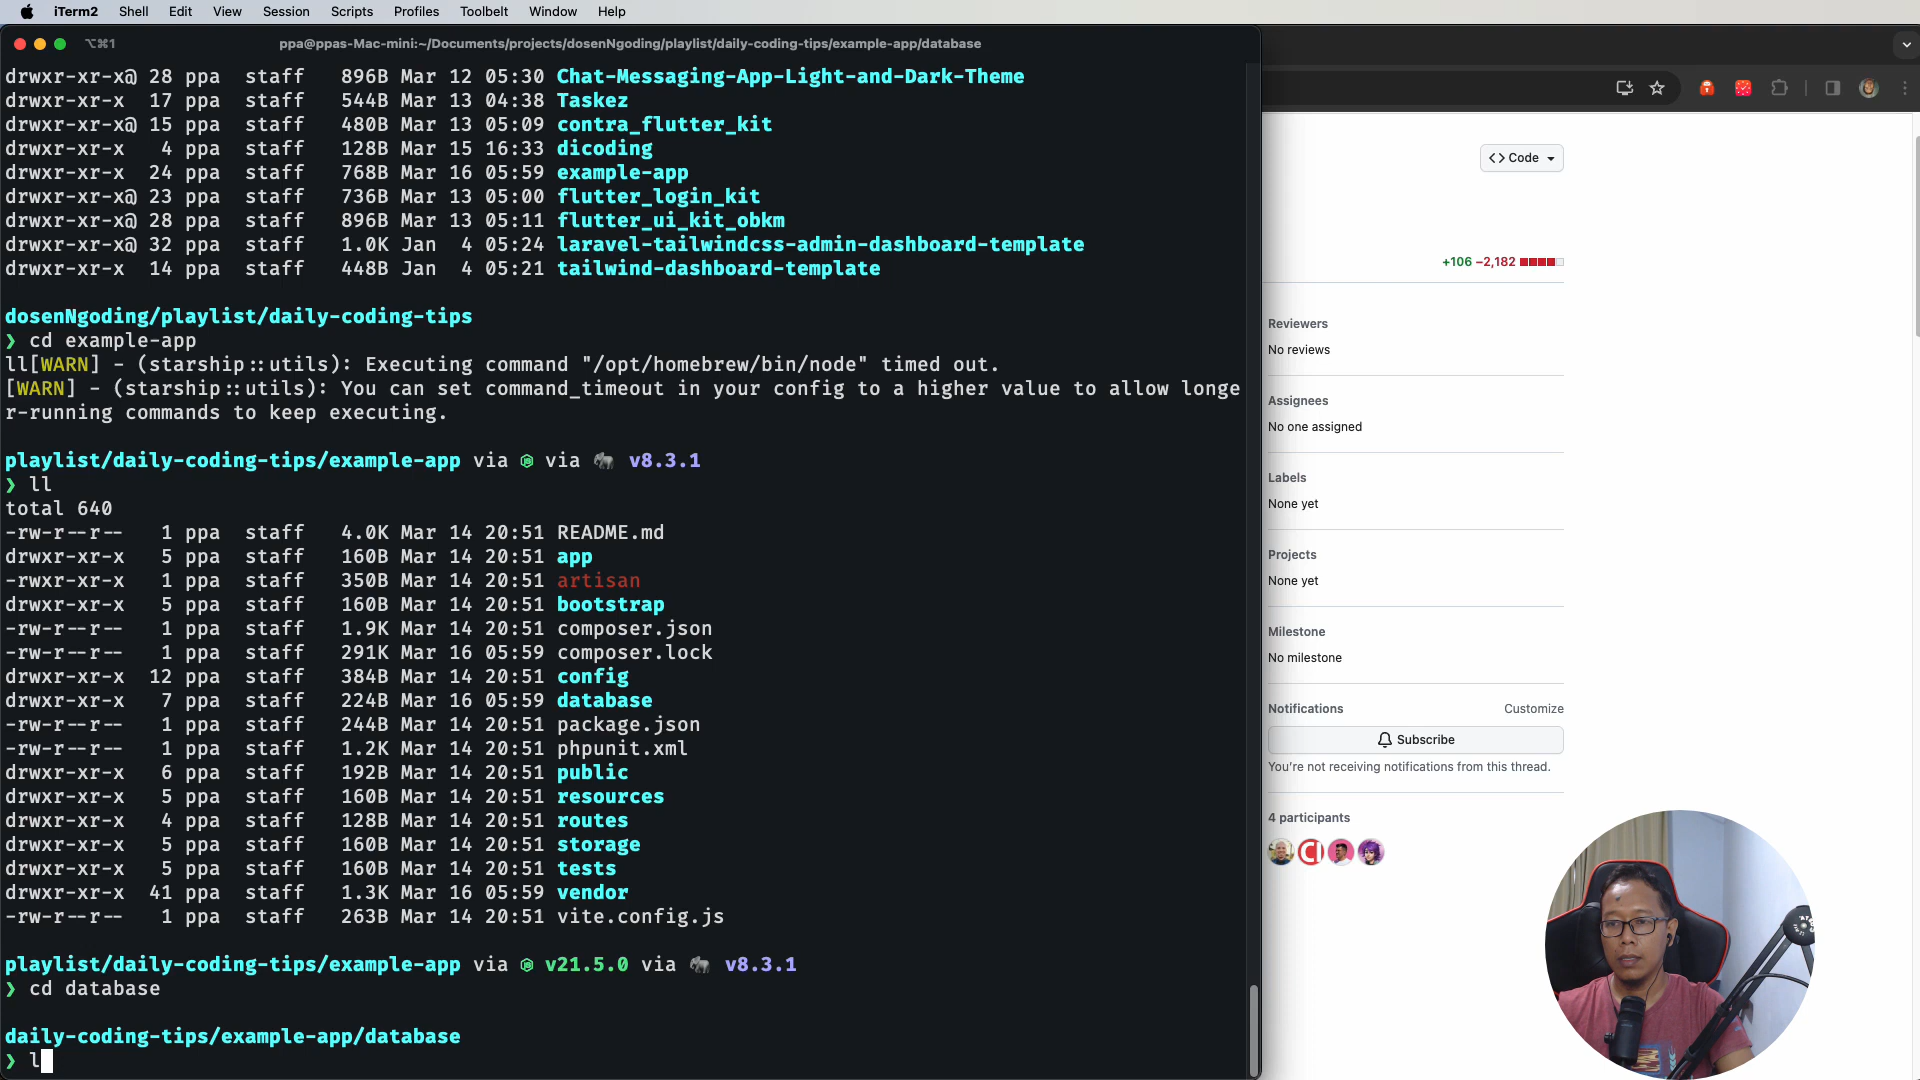 iTerm2 Shell Edit View Session Scripts Profiles Toolbelt Window Help
⌥⌘1 ppa@ppas-Mac-mini:~/Documents/projects/dosenNgoding/playlist/daily-coding-tips/example-app/database
drwxr-xr-x@ 28 ppa staff 896B Mar 12 05:30 Chat-Messaging-App-Light-and-Dark-Theme
drwxr-xr-x 17 ppa staff 544B Mar 13 04:38 Taskez
drwxr-xr-x@ 15 ppa staff 480B Mar 13 05:09 contra_flutter_kit
drwxr-xr-x 4 ppa staff 128B Mar 15 16:33 dicoding
drwxr-xr-x 24 ppa staff 768B Mar 16 05:59 example-app
drwxr-xr-x@ 23 ppa staff 736B Mar 13 05:00 flutter_login_kit
drwxr-xr-x@ 28 ppa staff 896B Mar 13 05:11 flutter_ui_kit_obkm
drwxr-xr-x@ 32 ppa staff 1.0K Jan 4 05:24 laravel-tailwindcss-admin-dashboard-template
drwxr-xr-x 14 ppa staff 448B Jan 4 05:21 tailwind-dashboard-template
dosenNgoding/playlist/daily-coding-tips
❯ cd example-app
ll[WARN] - (starship::utils): Executing command "/opt/homebrew/bin/node" timed out.
[WARN] - (starship::utils): You can set command_timeout in your config to a higher value to allow longe
r-running commands to keep executing.
playlist/daily-coding-tips/example-app via via 🐘 v8.3.1
❯ ll
total 640
-rw-r--r-- 1 ppa staff 4.0K Mar 14 20:51 README.md
drwxr-xr-x 5 ppa staff 160B Mar 14 20:51 app
-rwxr-xr-x 1 ppa staff 350B Mar 14 20:51 artisan
drwxr-xr-x 5 ppa staff 160B Mar 14 20:51 bootstrap
-rw-r--r-- 1 ppa staff 1.9K Mar 14 20:51 composer.json
-rw-r--r-- 1 ppa staff 291K Mar 16 05:59 composer.lock
drwxr-xr-x 12 ppa staff 384B Mar 14 20:51 config
drwxr-xr-x 7 ppa staff 224B Mar 16 05:59 database
-rw-r--r-- 1 ppa staff 244B Mar 14 20:51 package.json
-rw-r--r-- 1 ppa staff 1.2K Mar 14 20:51 phpunit.xml
drwxr-xr-x 6 ppa staff 192B Mar 14 20:51 public
drwxr-xr-x 5 ppa staff 160B Mar 14 20:51 resources
drwxr-xr-x 4 ppa staff 128B Mar 14 20:51 routes
drwxr-xr-x 5 ppa staff 160B Mar 14 20:51 storage
drwxr-xr-x 5 ppa staff 160B Mar 14 20:51 tests
drwxr-xr-x 41 ppa staff 1.3K Mar 16 05:59 vendor
-rw-r--r-- 1 ppa staff 263B Mar 14 20:51 vite.config.js
playlist/daily-coding-tips/example-app via v21.5.0 via 🐘 v8.3.1
❯ cd database
daily-coding-tips/example-app/database
❯ l
<> Code
+106 −2,182
Reviewers
No reviews
Assignees
No one assigned
Labels
None yet
Projects
None yet
Milestone
No milestone
Notifications Customize
Subscribe
You're not receiving notifications from this thread.
4 participants